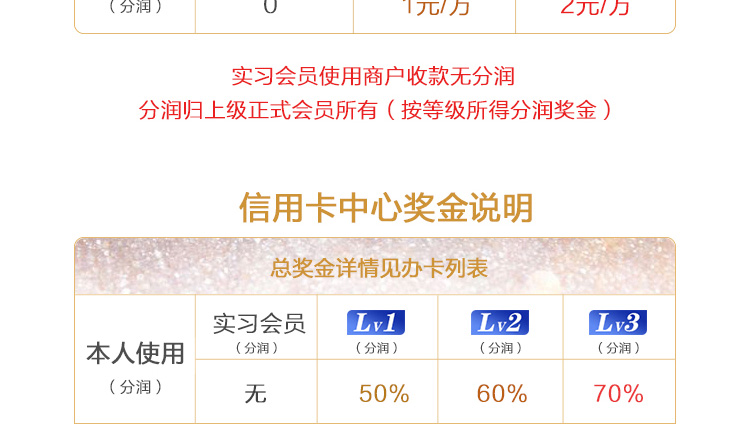 （分润） 0 1元/万 2元/万
实习会员使用商户收款无分润
分润归上级正式会员所有（按等级所得分润奖金）
信用卡中心奖金说明
总奖金详情见办卡列表
实习会员 Lv1 Lv2 Lv3
（分润） （分润） （分润） （分润）
本人使用
（分润） 无 50% 60% 70%